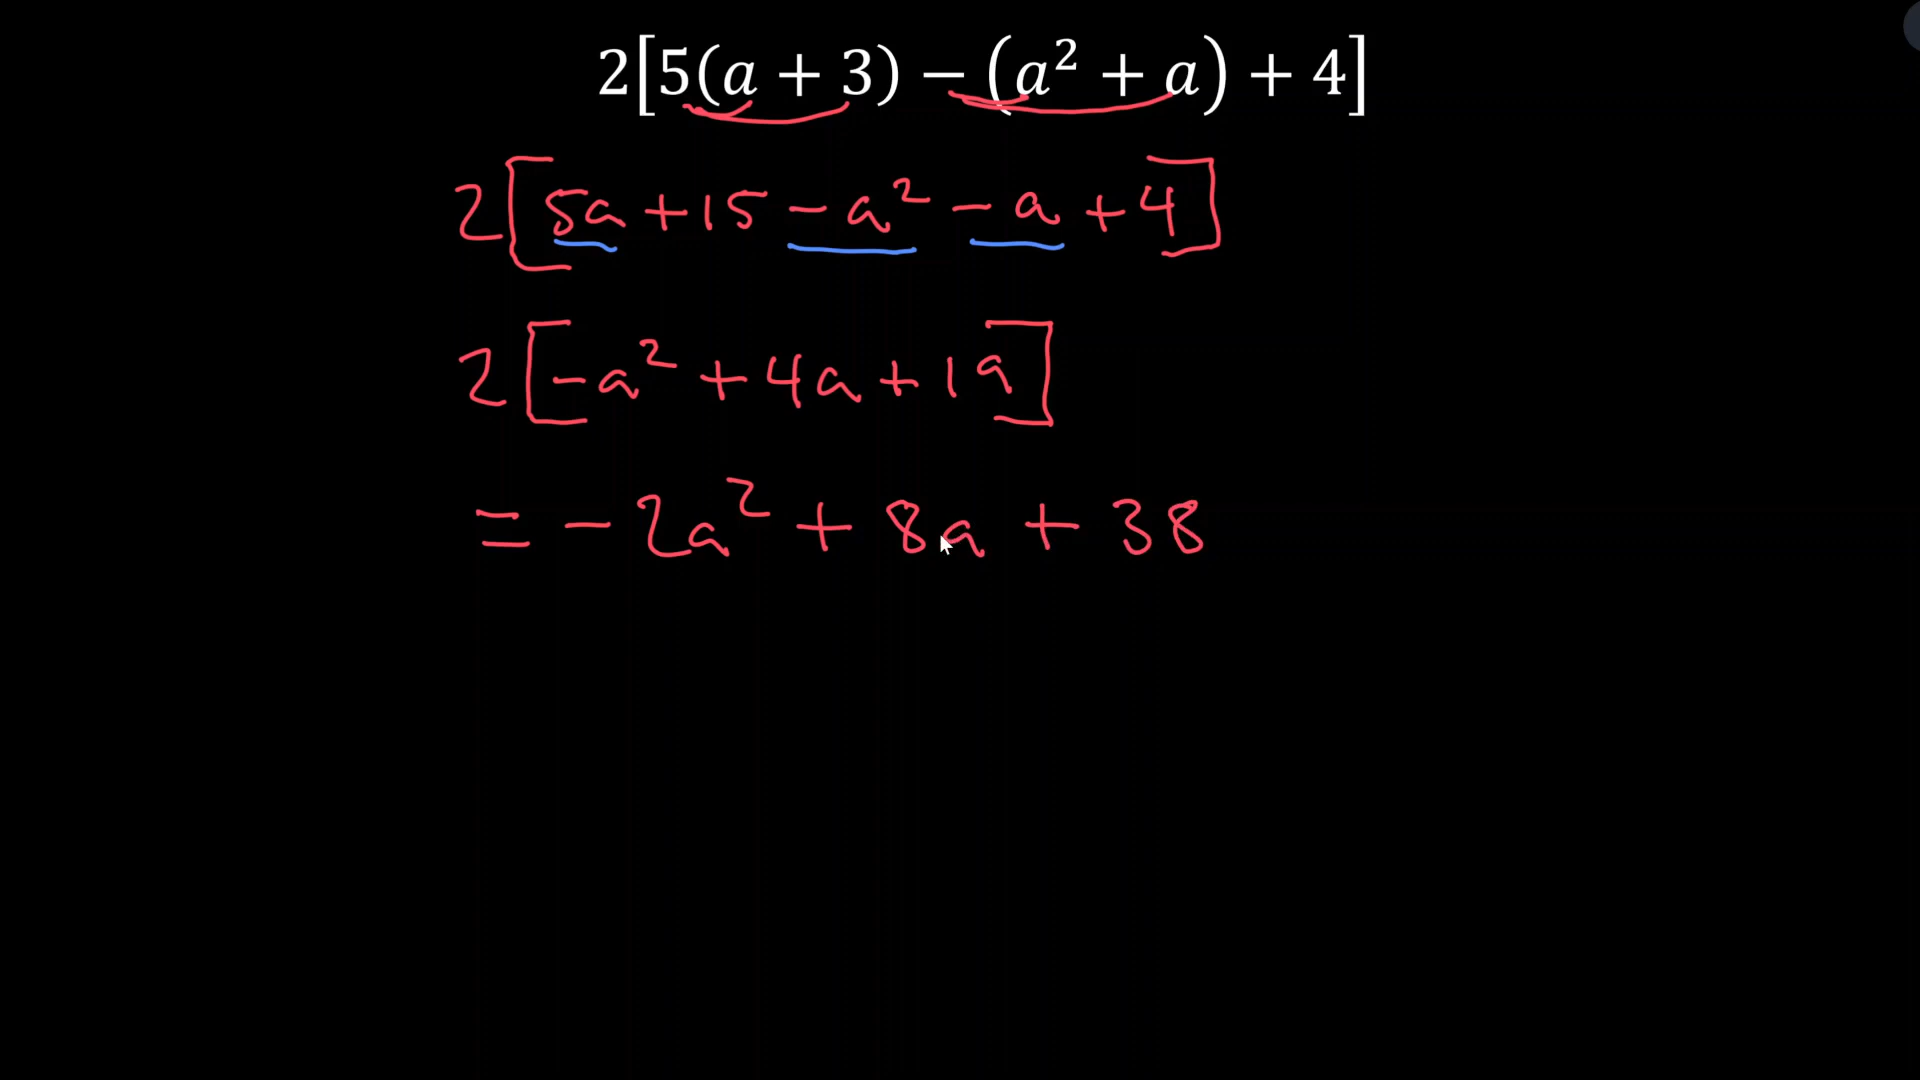 2[5(a + 3) − (a² + a) + 4]
2[5a + 15 − a² − a + 4]
2[−a² + 4a + 19]
= −2a² + 8a + 38